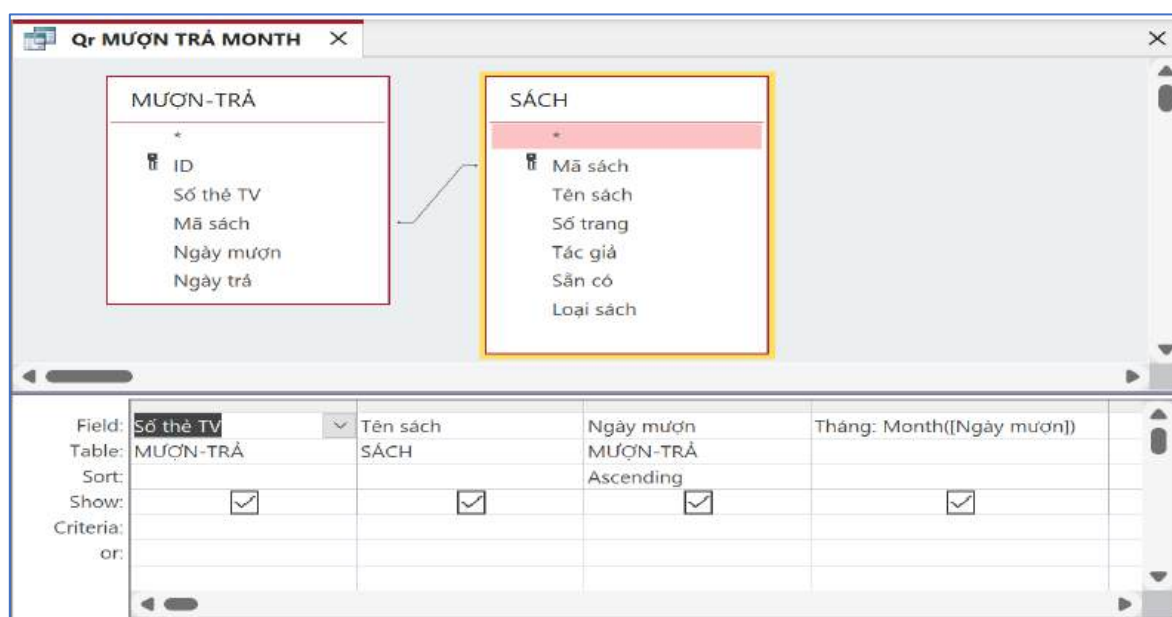 Qr MƯỢN TRẢ MONTH
MƯỢN-TRẢ
*
ID
Số thẻ TV
Mã sách
Ngày mượn
Ngày trả
SÁCH
*
Mã sách
Tên sách
Số trang
Tác giả
Sẵn có
Loại sách
Field: Số thẻ TV Tên sách Ngày mượn Tháng: Month([Ngày mượn])
Table: MƯỢN-TRẢ SÁCH MƯỢN-TRẢ
Sort: Ascending
Show:
Criteria:
or: